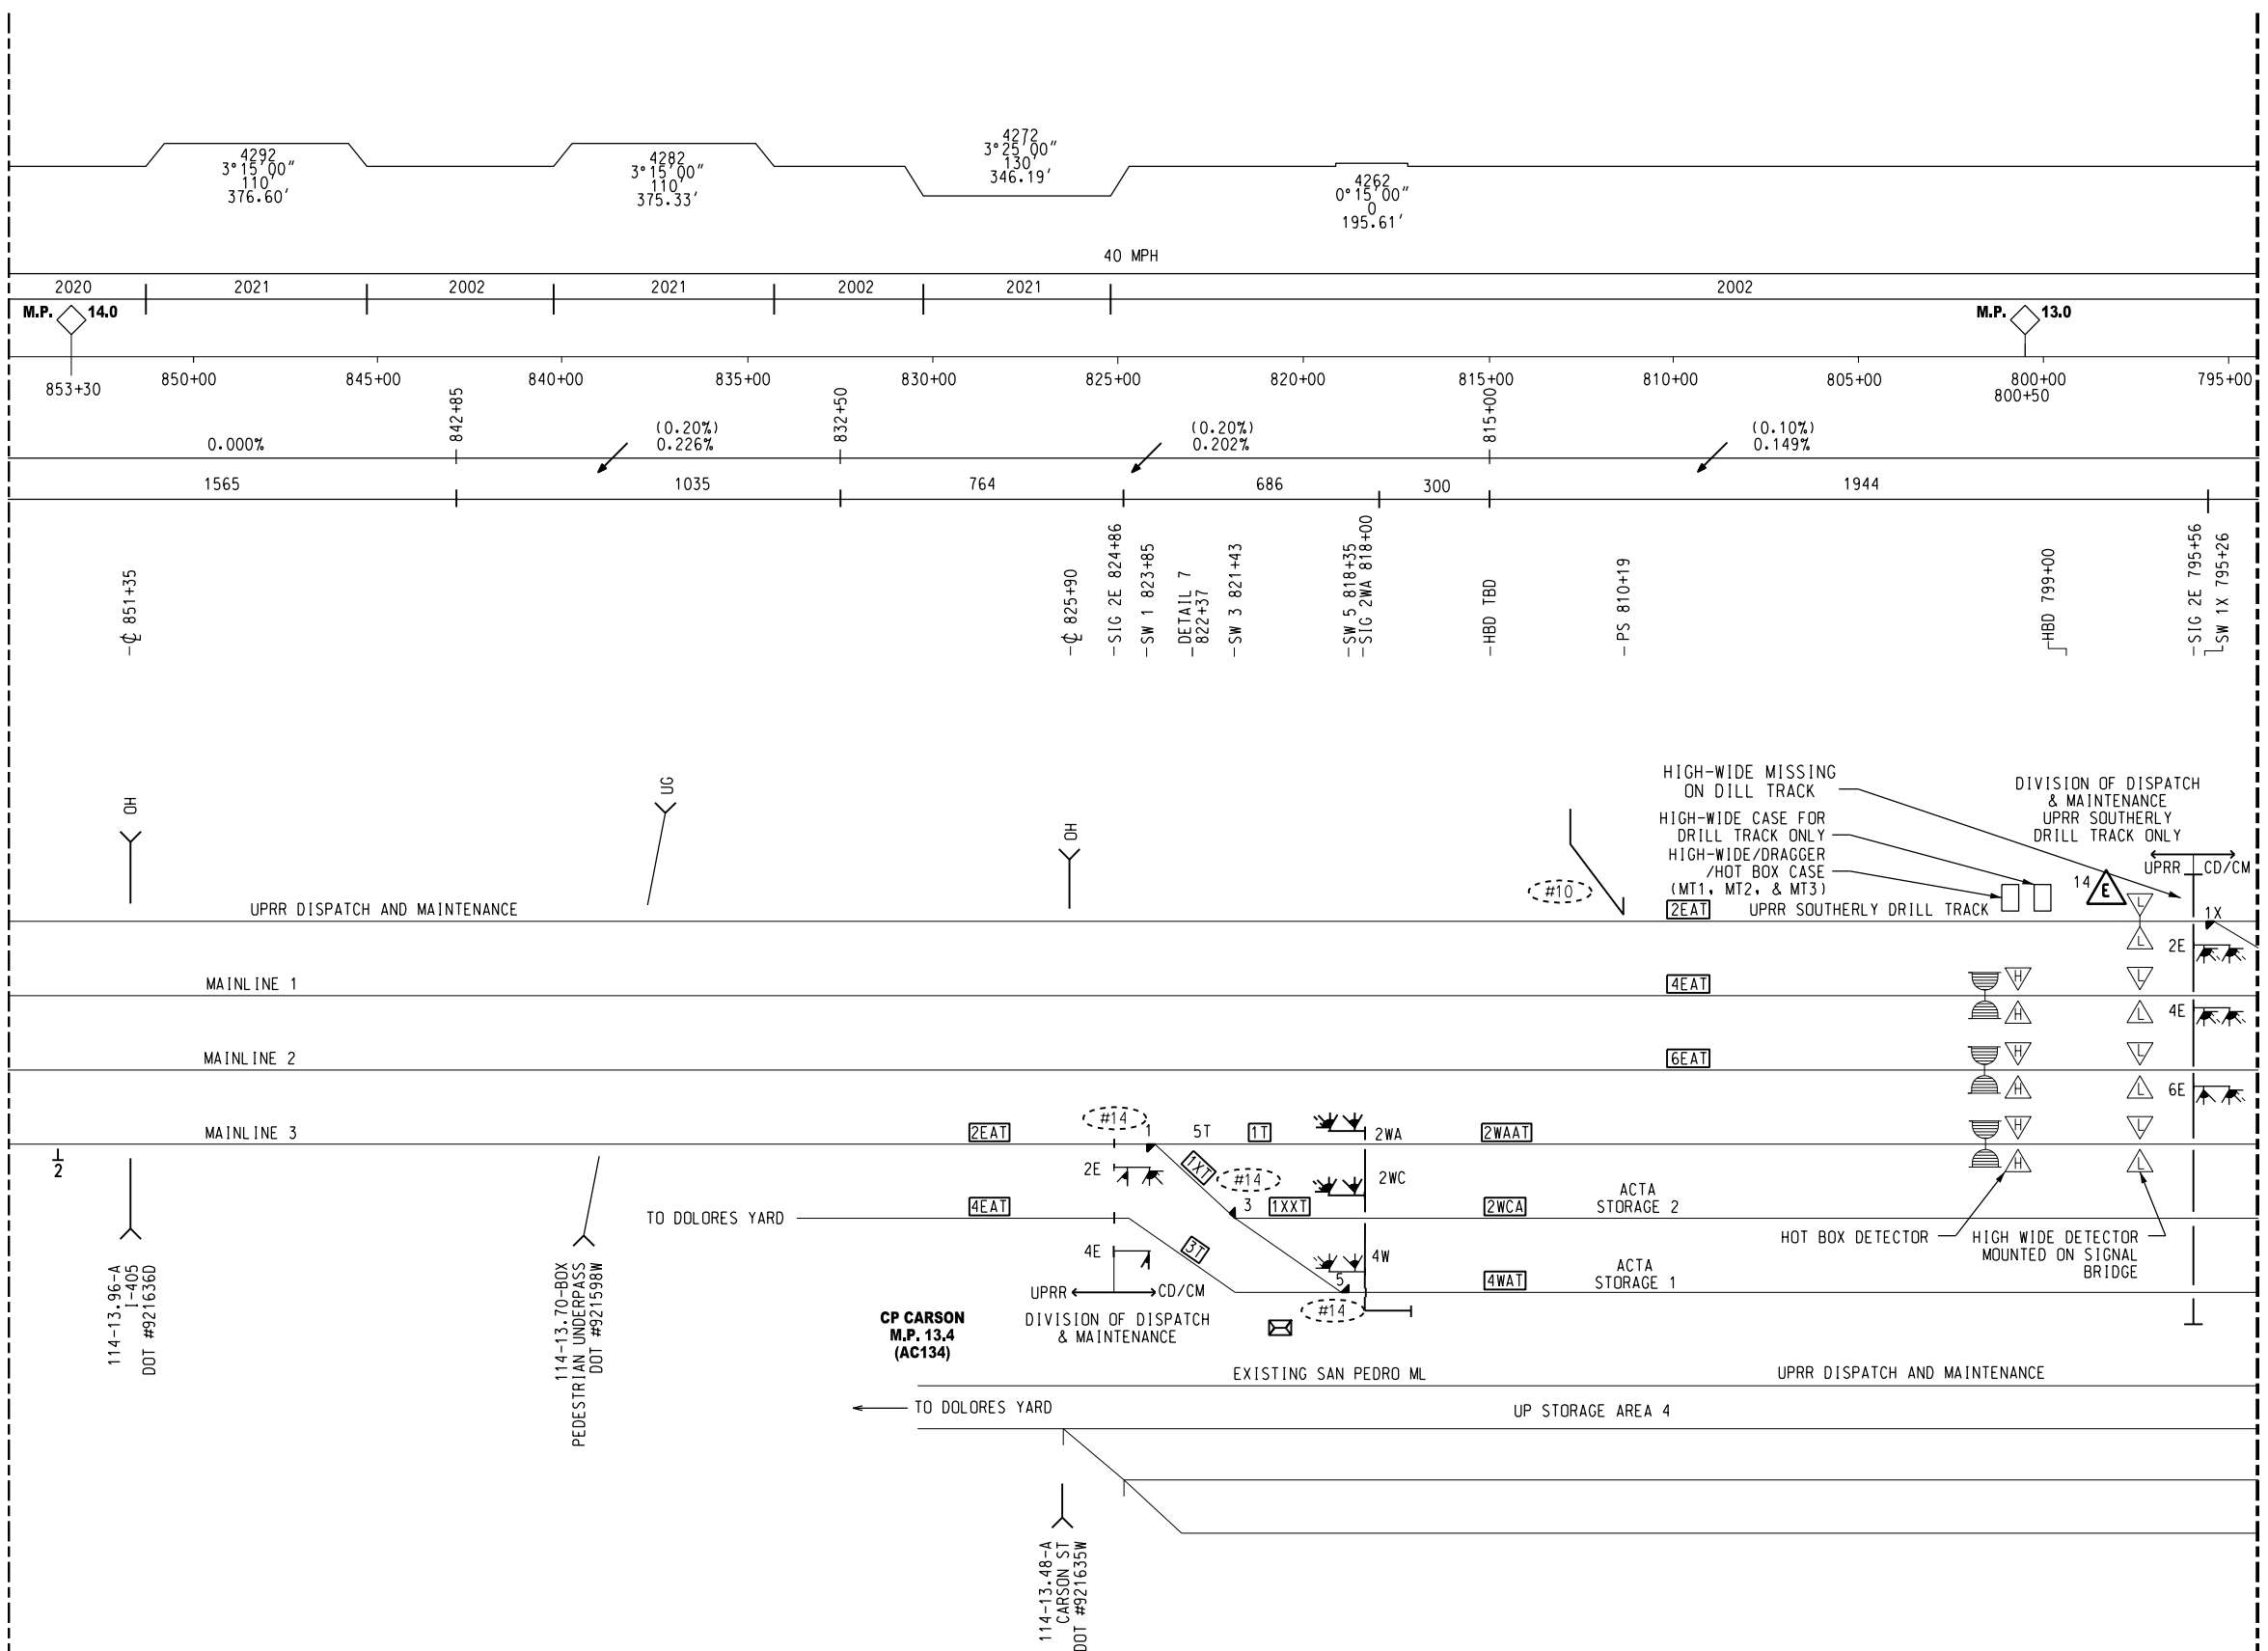 4292
3°15'00"
110'
376.60'
4282
3°15'00"
110'
375.33'
4272
3°25'00"
130'
346.19'
4262
0°15'00"
0
195.61'
40 MPH
2020
2021
2002
2021
2002
2021
2002
M.P. 14.0
M.P. 13.0
853+30
850+00
845+00
840+00
835+00
830+00
825+00
820+00
815+00
810+00
805+00
800+00
800+50
795+00
842+85
832+50
815+00
0.000%
(0.20%)
0.226%
(0.20%)
0.202%
(0.10%)
0.149%
1565
1035
764
686
300
1944
℄ 851+35
℄ 825+90
SIG 2E 824+86
SW 1 823+85
DETAIL 7
822+37
SW 3 821+43
SW 5 818+35
SIG 2WA 818+00
HBD TBD
PS 810+19
HBD 799+00
SIG 2E 795+56
SW 1X 795+26
OH
UG
OH
HIGH-WIDE MISSING
ON DILL TRACK
HIGH-WIDE CASE FOR
DRILL TRACK ONLY
HIGH-WIDE/DRAGGER
/HOT BOX CASE
(MT1, MT2, & MT3)
DIVISION OF DISPATCH
& MAINTENANCE
UPRR SOUTHERLY
DRILL TRACK ONLY
UPRR
CD/CM
14
E
#10
UPRR DISPATCH AND MAINTENANCE
2EAT
UPRR SOUTHERLY DRILL TRACK
L
1X
L
2E
MAINLINE 1
4EAT
H
L
H
L
4E
MAINLINE 2
6EAT
H
L
H
L
6E
MAINLINE 3
2EAT
#14
1
5T
1T
2WA
2WAAT
H
L
H
L
2
2E
1XT
#14
2WC
4EAT
3
1XXT
2WCA
ACTA
STORAGE 2
TO DOLORES YARD
HOT BOX DETECTOR
HIGH WIDE DETECTOR
MOUNTED ON SIGNAL
BRIDGE
4E
3T
4W
5
4WAT
ACTA
STORAGE 1
UPRR
CD/CM
#14
DIVISION OF DISPATCH
& MAINTENANCE
CP CARSON
M.P. 13.4
(AC134)
114-13.96-A
I-405
DOT #921636D
114-13.70-BOX
PEDESTRIAN UNDERPASS
DOT #921598W
EXISTING SAN PEDRO ML
UPRR DISPATCH AND MAINTENANCE
TO DOLORES YARD
UP STORAGE AREA 4
114-13.48-A
CARSON ST
DOT #921635W